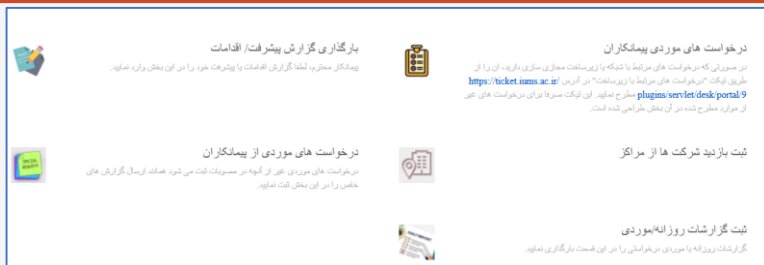 درخواست های موردی پیمانکاران
در صورتی که درخواست های مرتبط با شبکه یا زیرساخت مجازی سازی دارید، آن را از
طریق تیکت "درخواست های مرتبط با زیرساخت" در آدرس https://ticket.iums.ac.ir/
plugins/servlet/desk/portal/9 مطرح نمایید. این تیکت صرفا برای درخواست های غیر
از موارد مطرح شده در آن بخش طراحی شده است.
بارگذاری گزارش پیشرفت/ اقدامات
پیمانکار محترم، لطفا گزارش اقدامات یا پیشرفت خود را در این بخش وارد نمایید.
ثبت بازدید شرکت ها از مراکز
درخواست های موردی از پیمانکاران
درخواست های موردی غیر از آنچه در مصوبات ثبت می شود همانند ارسال گزارش های
خاص را در این بخش ثبت نمایید.
SPECIAL
REQUESTS
ثبت گزارشات روزانه/موردی
گزارشات روزانه یا موردی درخواستی را در این قسمت بارگذاری نمایید.
DAILY REPORT